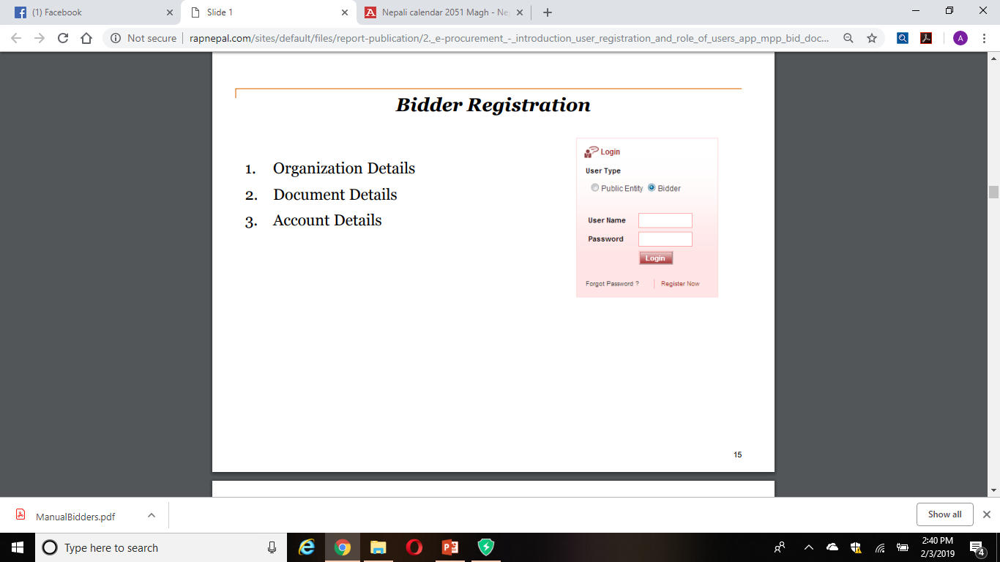 (1) Facebook
Slide 1
Nepali calendar 2051 Magh - Ne
Not secure | rapnepal.com/sites/default/files/report-publication/2._e-procurement_-_introduction_user_registration_and_role_of_users_app_mpp_bid_doc...
A
Bidder Registration
1. Organization Details
2. Document Details
3. Account Details
Login
User Type
Public Entity Bidder
User Name
Password
Login
Forgot Password ? | Register Now
15
ManualBidders.pdf
Show all
Type here to search
2:40 PM
2/3/2019
4